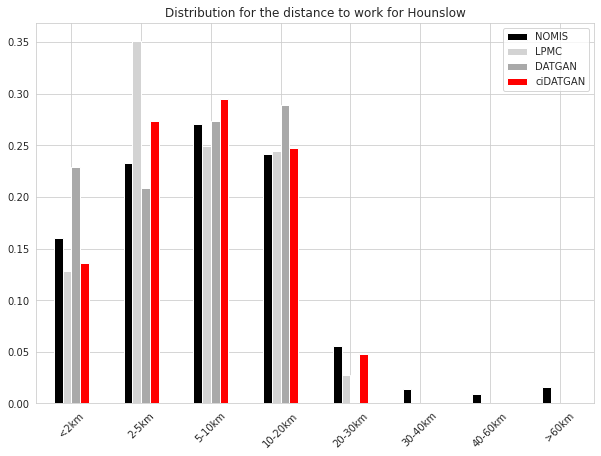 Distribution for the distance to work for Hounslow
NOMIS
LPMC
DATGAN
ciDATGAN
0.35
0.30
0.25
0.20
0.15
0.10
0.05
0.00
<2km
2-5km
5-10km
10-20km
20-30km
30-40km
40-60km
>60km